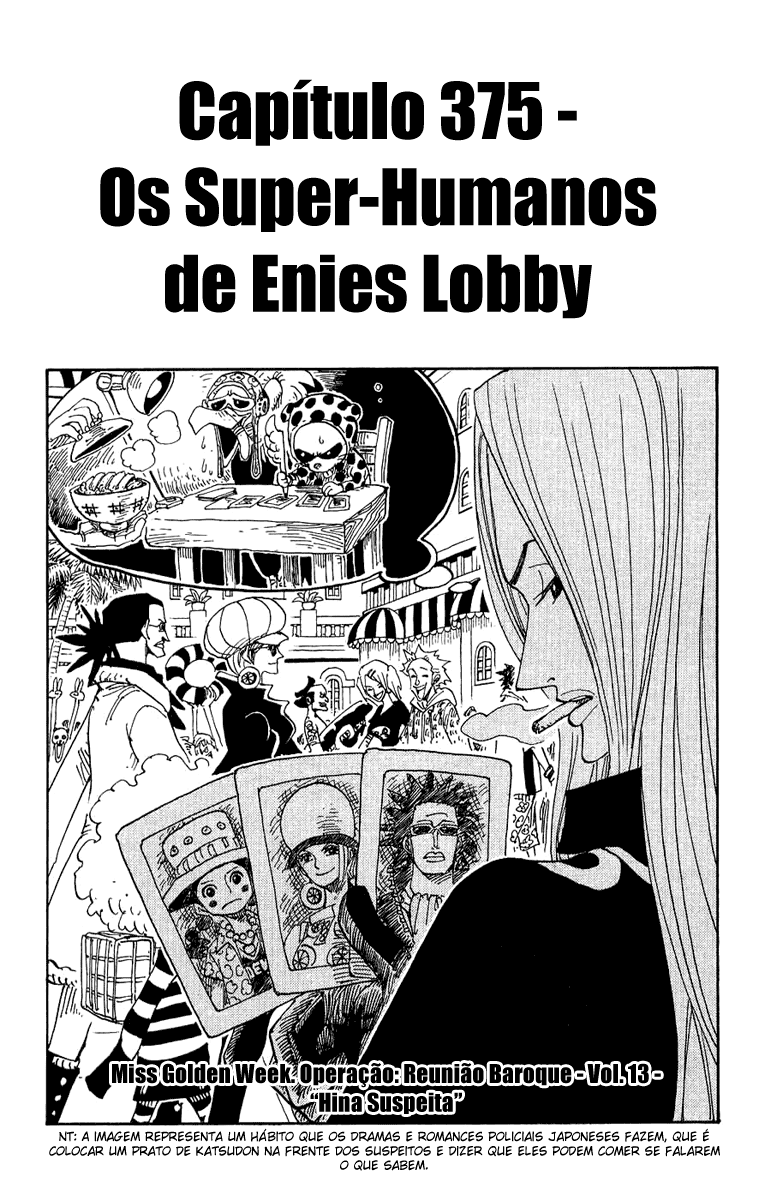 Capítulo 375 -
Os Super-Humanos
de Enies Lobby
Miss Golden Week, Operação: Reunião Baroque - Vol. 13 -
“Hina Suspeita”
NT: A IMAGEM REPRESENTA UM HÁBITO QUE OS DRAMAS E ROMANCES POLICIAIS JAPONESES FAZEM, QUE É
COLOCAR UM PRATO DE KATSUDON NA FRENTE DOS SUSPEITOS E DIZER QUE ELES PODEM COMER SE FALAREM
O QUE SABEM.